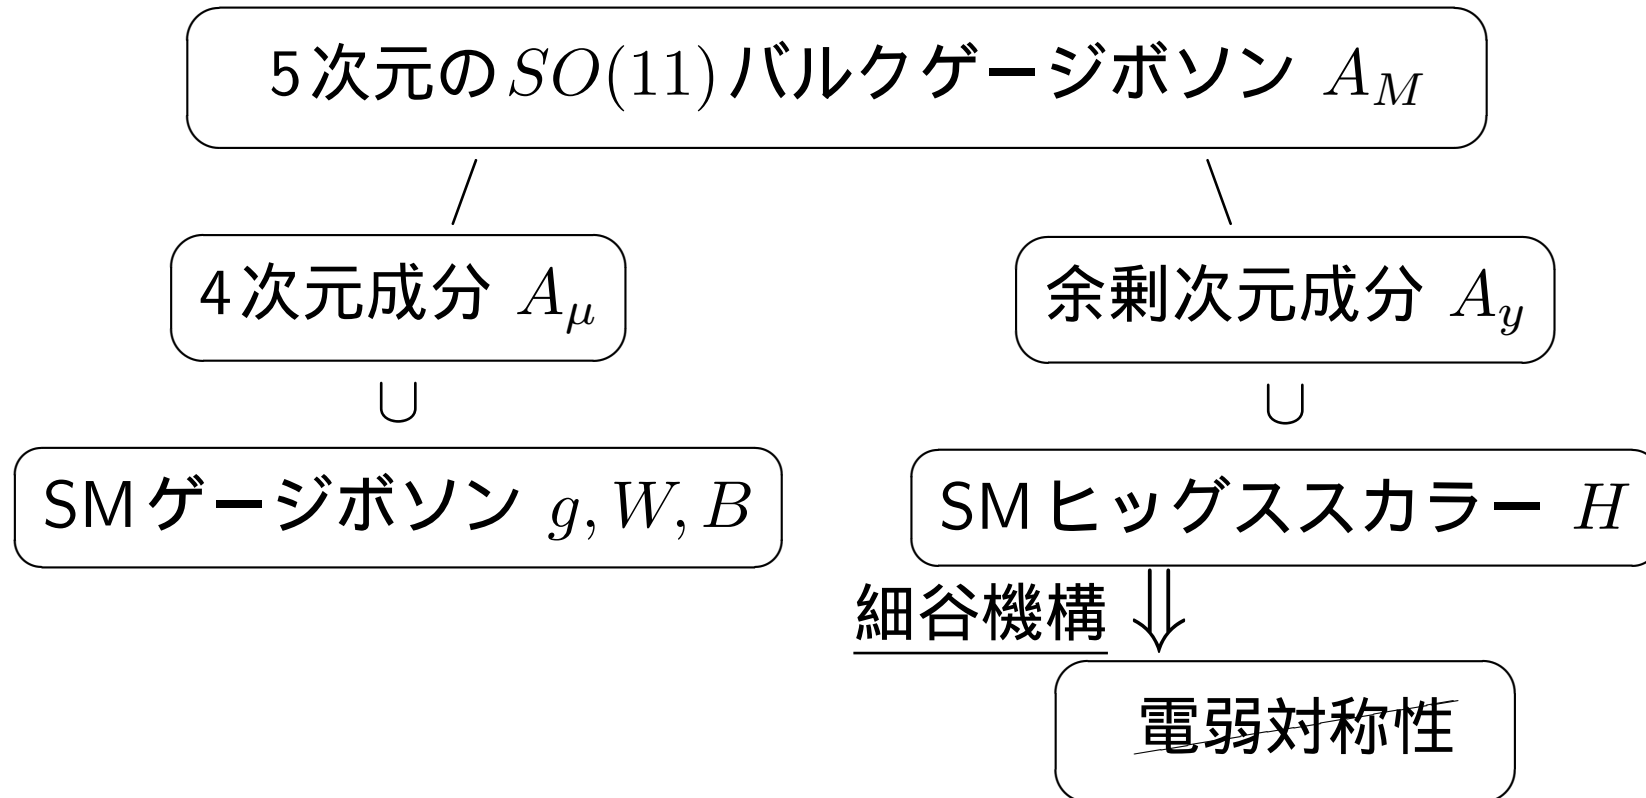 5次元のSO(11)バルクゲージボソン A_M
4次元成分 A_μ
余剰次元成分 A_y
∪
∪
SMゲージボソン g, W, B
SMヒッグススカラー H
細谷機構 ⇓
電弱対称性